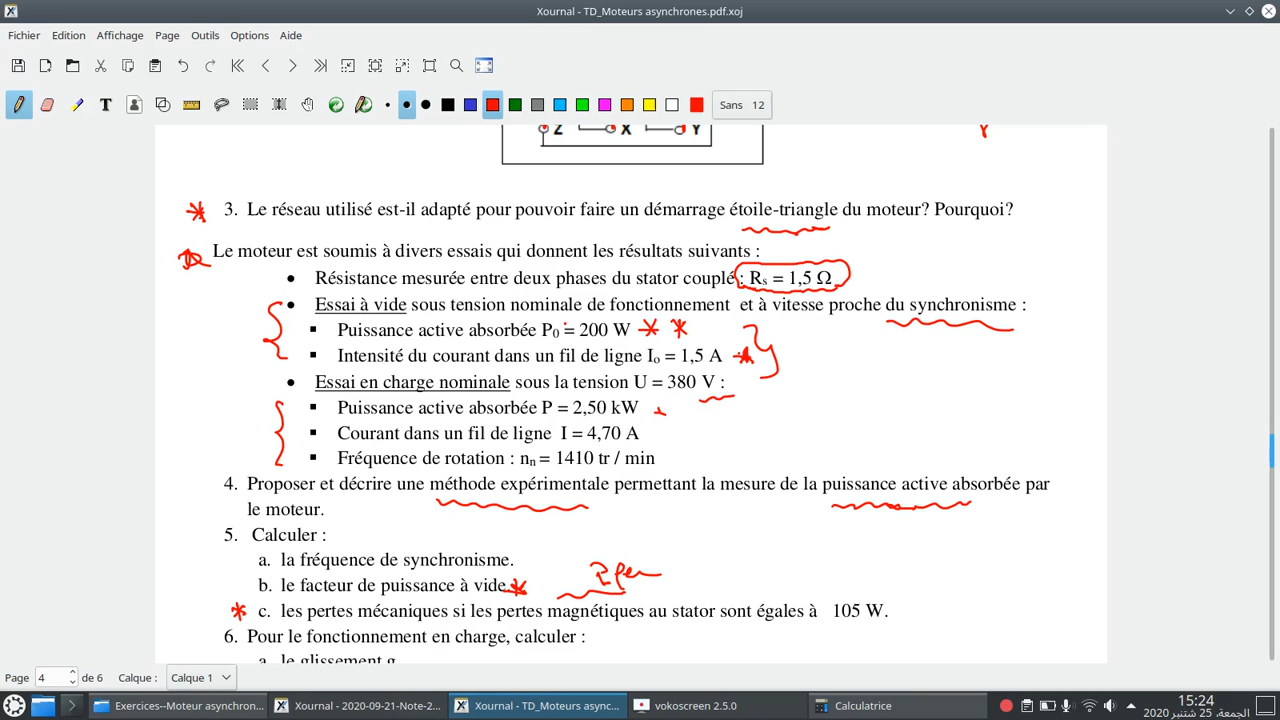 Xournal - TD_Moteurs asynchrones.pdf.xoj
Fichier Edition Affichage Page Outils Options Aide
Sans 12
Z X Y
Y
3. Le réseau utilisé est-il adapté pour pouvoir faire un démarrage étoile-triangle du moteur? Pourquoi?
Le moteur est soumis à divers essais qui donnent les résultats suivants :
• Résistance mesurée entre deux phases du stator couplé : Rs = 1,5 Ω
• Essai à vide sous tension nominale de fonctionnement et à vitesse proche du synchronisme :
▪ Puissance active absorbée P0 = 200 W
▪ Intensité du courant dans un fil de ligne Io = 1,5 A
• Essai en charge nominale sous la tension U = 380 V :
▪ Puissance active absorbée P = 2,50 kW
▪ Courant dans un fil de ligne I = 4,70 A
▪ Fréquence de rotation : nn = 1410 tr / min
4. Proposer et décrire une méthode expérimentale permettant la mesure de la puissance active absorbée par
le moteur.
5. Calculer :
a. la fréquence de synchronisme.
b. le facteur de puissance à vide.
c. les pertes mécaniques si les pertes magnétiques au stator sont égales à 105 W.
6. Pour le fonctionnement en charge, calculer :
a. le glissement g
Page 4 de 6 Calque : Calque 1
Exercices--Moteur asynchron... Xournal - 2020-09-21-Note-2... Xournal - TD_Moteurs async... vokoscreen 2.5.0 Calculatrice
15:24
الجمعة، 25 شتنبر 2020